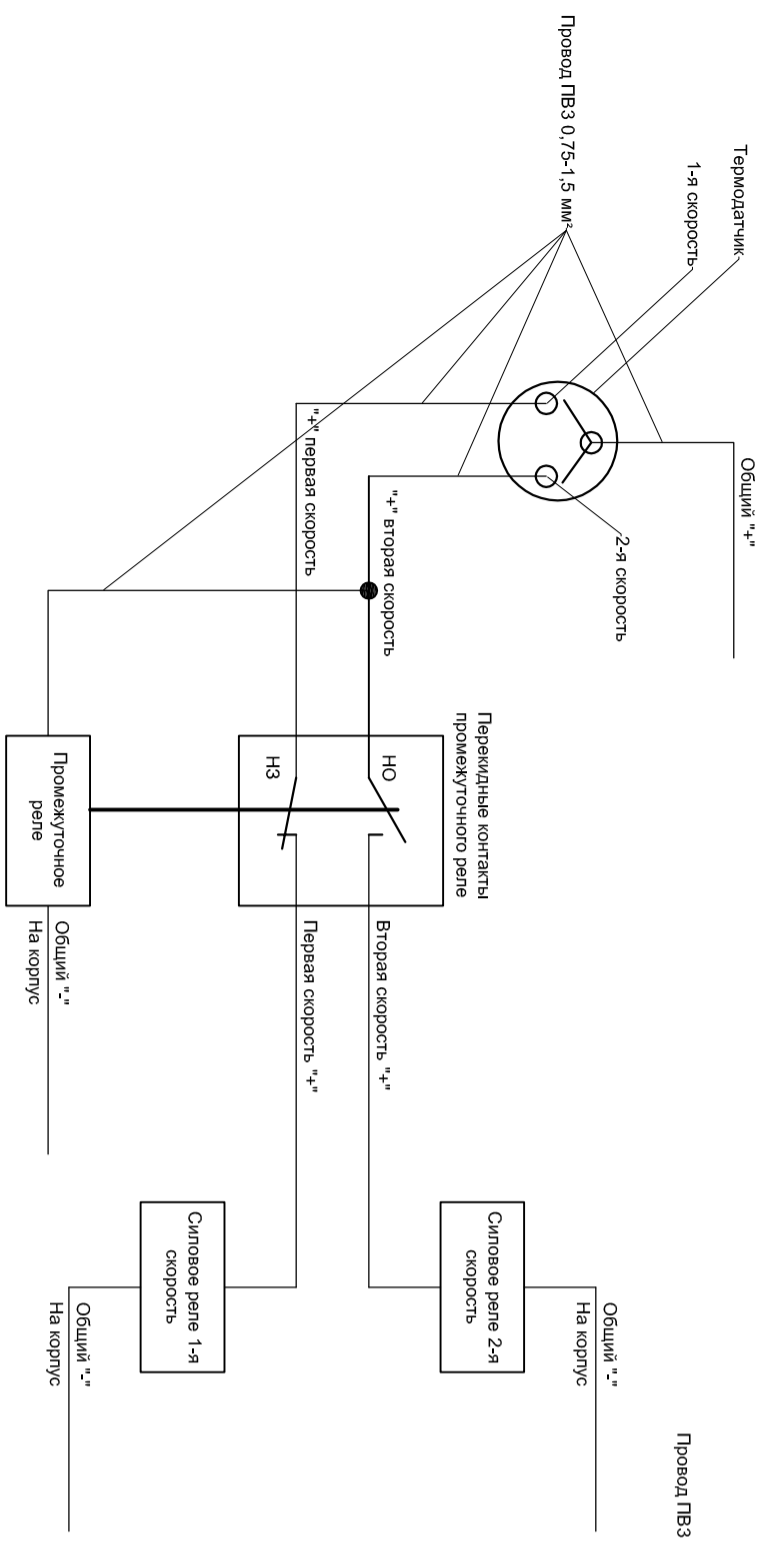 Термодатчик
1-я скорость
Провод ПВ3 0,75-1,5 мм²
Общий "+"
2-я скорость
"+" вторая скорость
"+" первая скорость
Перекидные контакты
промежуточного реле
НО
НЗ
Промежуточное
реле
Вторая скорость "+"
Первая скорость "+"
Общий "-"
На корпус
Силовое реле 2-я
скорость
Силовое реле 1-я
скорость
Общий "-"
На корпус
Общий "-"
На корпус
Провод ПВ3